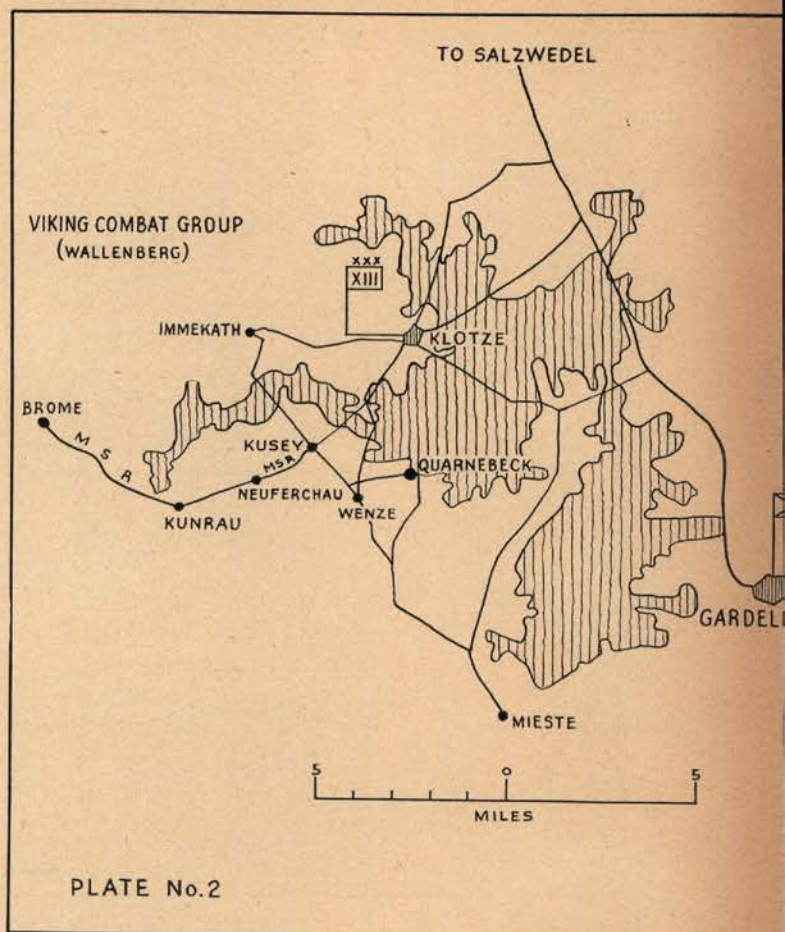 TO SALZWEDEL
VIKING COMBAT GROUP
(WALLENBERG)
xxx
XIII
IMMEKATH
KLOTZE
BROME
MSR
KUSEY
MSR
QUARNEBECK
NEUFERCHAU
WENZE
KUNRAU
GARDEL
MIESTE
5 0 5
MILES
PLATE No.2